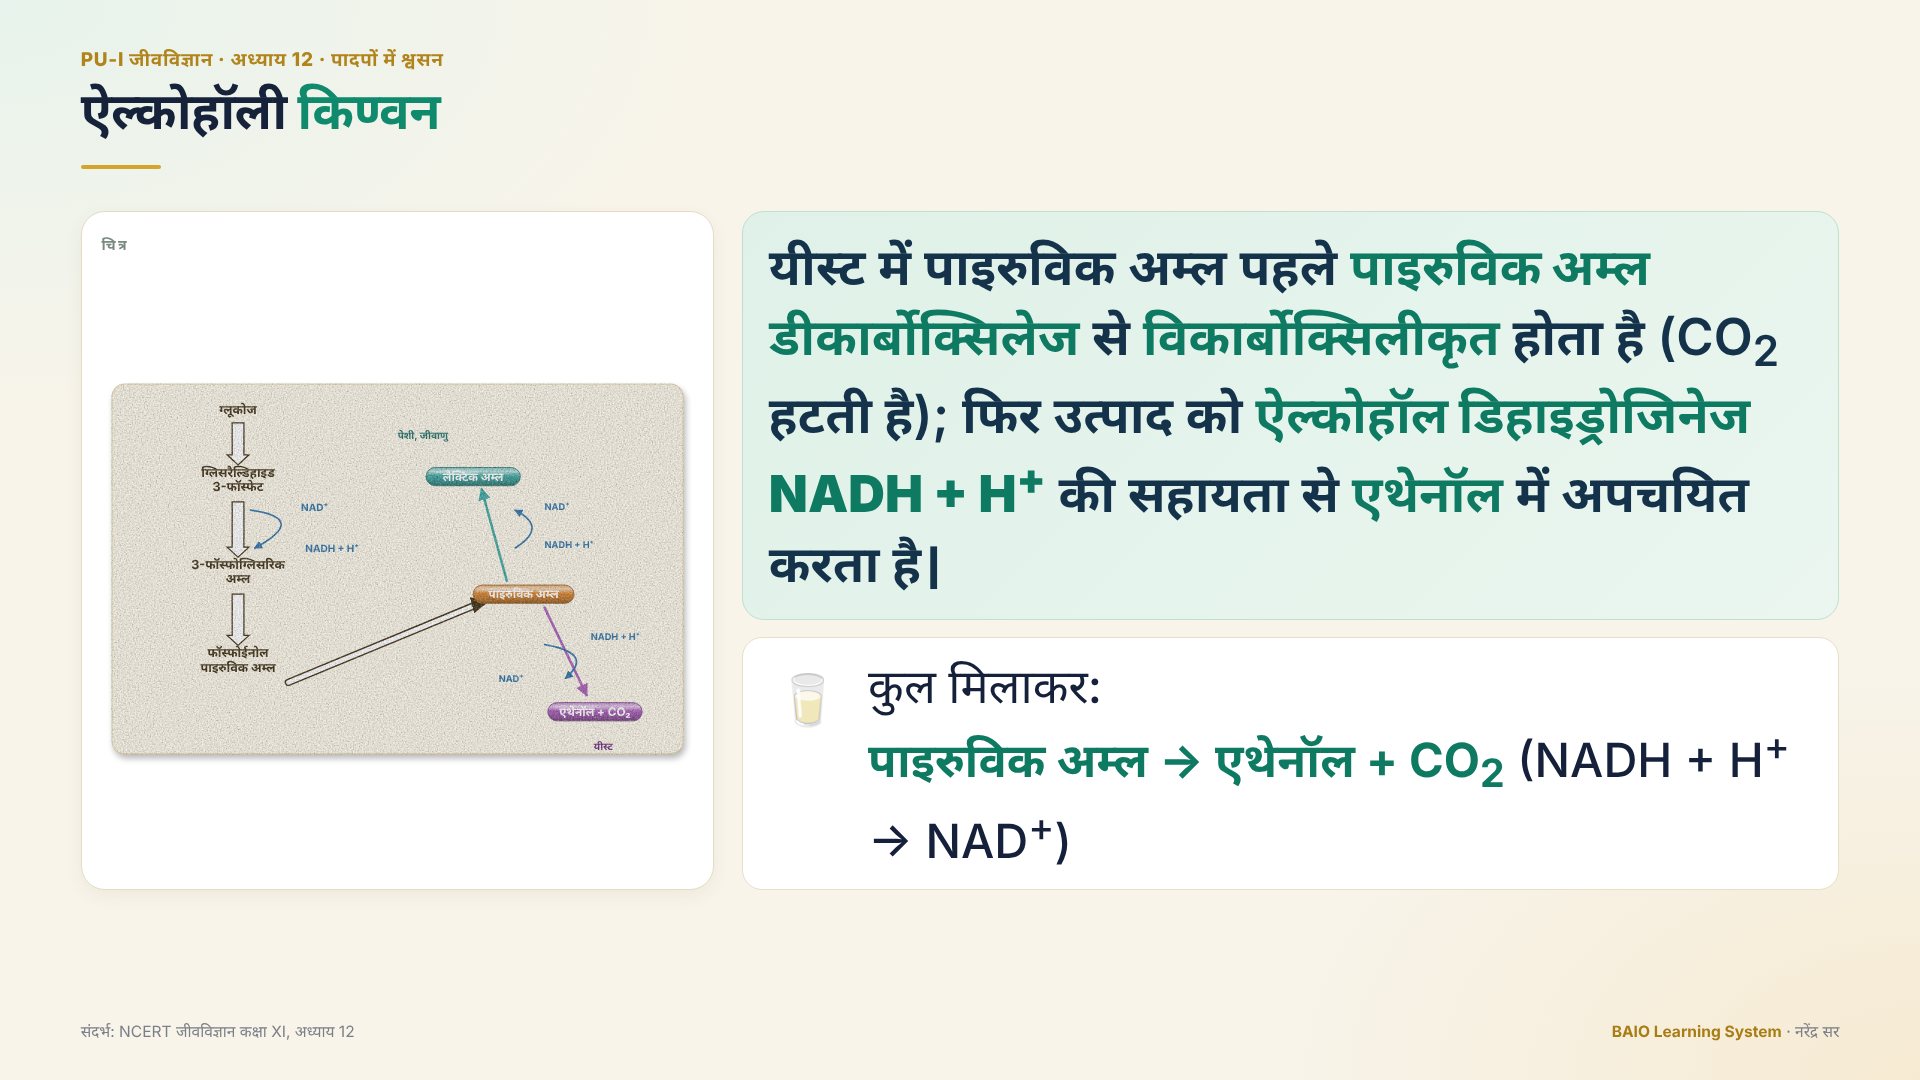 PU-I जीवविज्ञान · अध्याय 12 · पादपों में श्वसन
ऐल्कोहॉली किण्वन
चित्र
ग्लूकोज
ग्लिसरैल्डिहाइड
3-फॉस्फेट
NAD⁺
NADH + H⁺
3-फॉस्फोग्लिसरिक
अम्ल
फॉस्फोईनोल
पाइरुविक अम्ल
पेशी, जीवाणु
लैक्टिक अम्ल
NAD⁺
NADH + H⁺
पाइरुविक अम्ल
NADH + H⁺
NAD⁺
एथेनॉल + CO₂
यीस्ट
यीस्ट में पाइरुविक अम्ल पहले पाइरुविक अम्ल
डीकार्बोक्सिलेज से विकार्बोक्सिलीकृत होता है (CO₂
हटती है); फिर उत्पाद को ऐल्कोहॉल डिहाइड्रोजिनेज
NADH + H⁺ की सहायता से एथेनॉल में अपचयित
करता है|
कुल मिलाकर:
पाइरुविक अम्ल → एथेनॉल + CO₂ (NADH + H⁺
→ NAD⁺)
संदर्भ: NCERT जीवविज्ञान कक्षा XI, अध्याय 12
BAIO Learning System · नरेंद्र सर